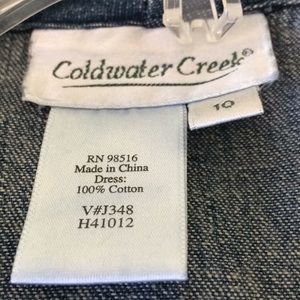 Coldwater Creek®
10
RN 98516
Made in China
Dress:
100% Cotton
V#J348
H41012